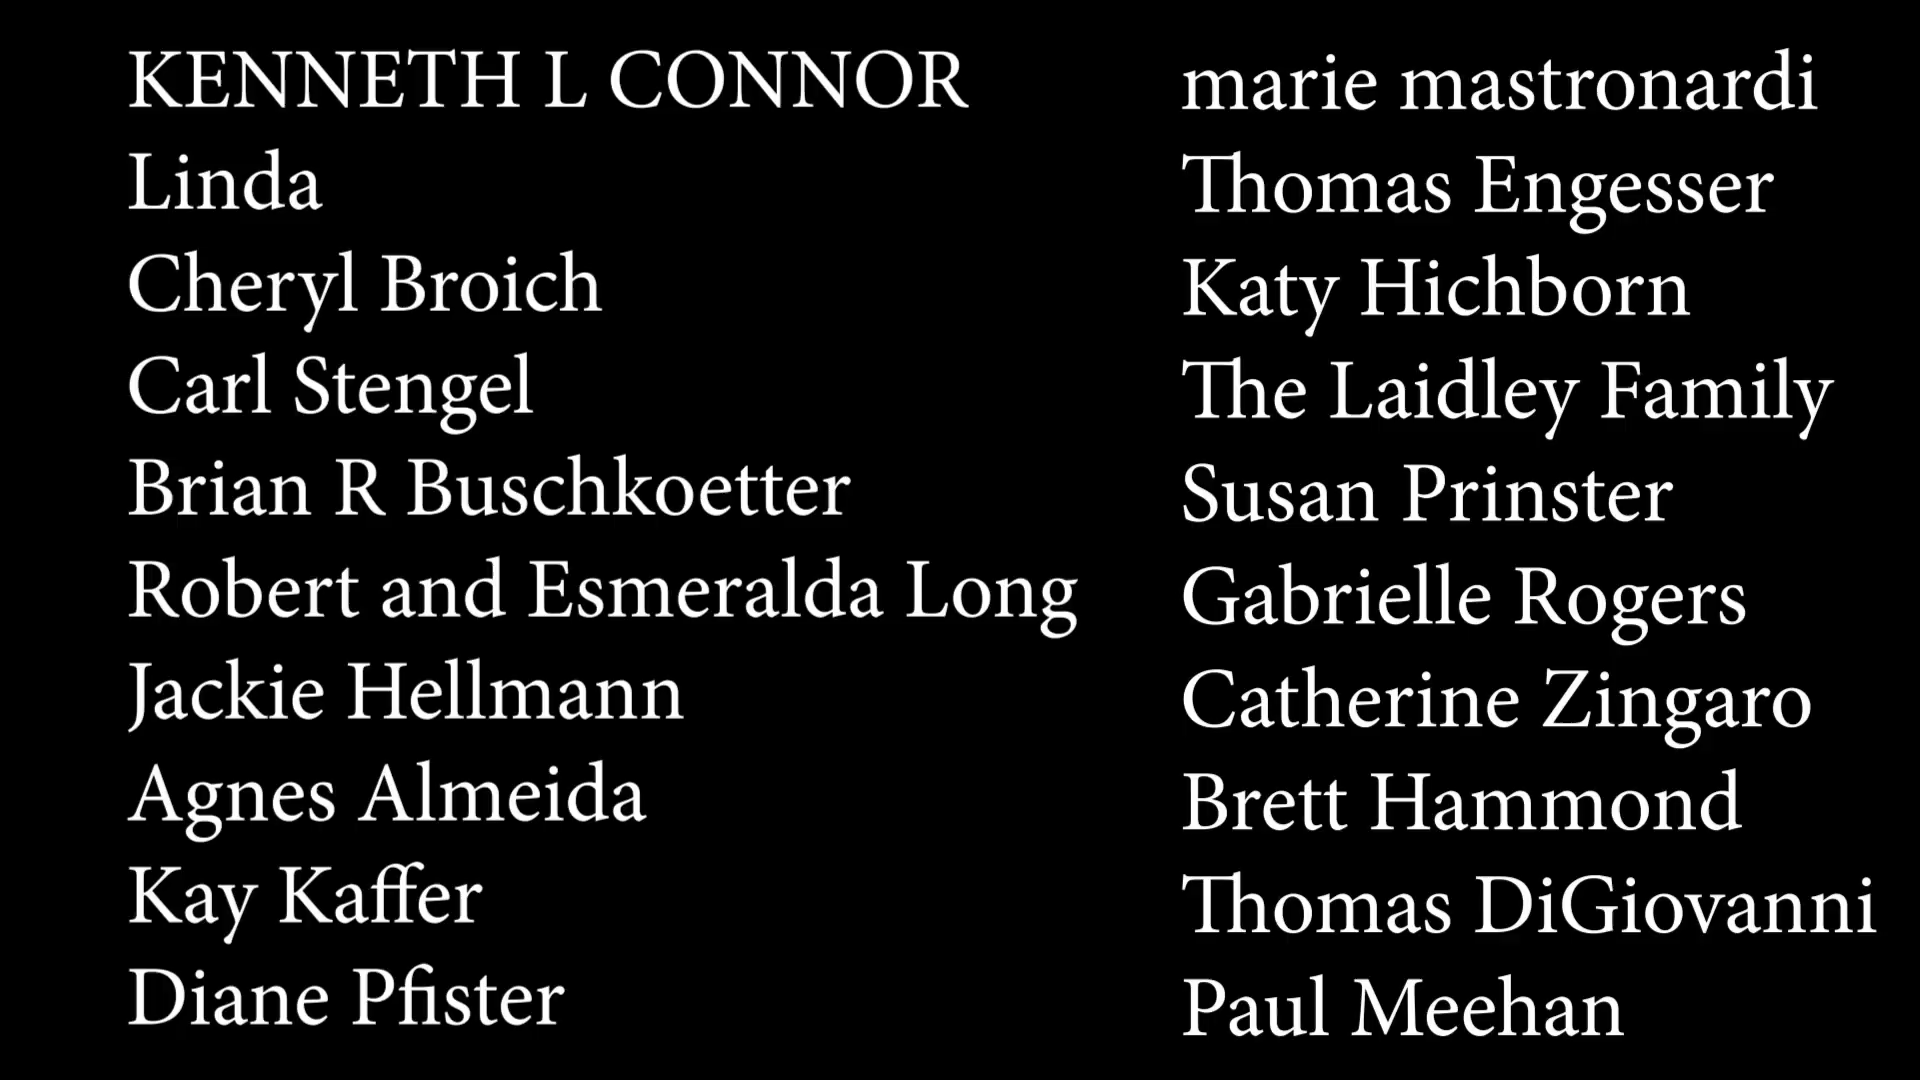 KENNETH L CONNOR
Linda
Cheryl Broich
Carl Stengel
Brian R Buschkoetter
Robert and Esmeralda Long
Jackie Hellmann
Agnes Almeida
Kay Kaffer
Diane Pfister
marie mastronardi
Thomas Engesser
Katy Hichborn
The Laidley Family
Susan Prinster
Gabrielle Rogers
Catherine Zingaro
Brett Hammond
Thomas DiGiovanni
Paul Meehan